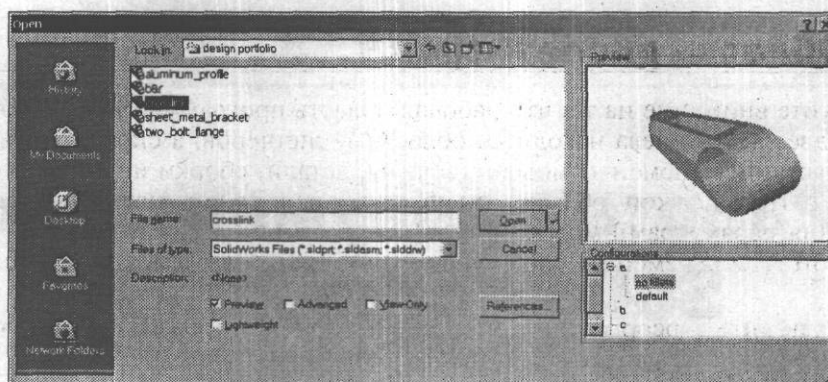 Open
Look in: design portfolio
Preview
History
My Documents
Desktop
Favorites
Network Folders
aluminum_profile
bar
sheet_metal_bracket
two_bolt_flange
File name: crosslink
Open
Files of type: SolidWorks Files (*.sldprt; *.sldasm; *.slddrw)
Cancel
Description: <None>
Preview
Advanced
View-Only
References...
Lightweight
Configurations
a
no fillets
default
b
c